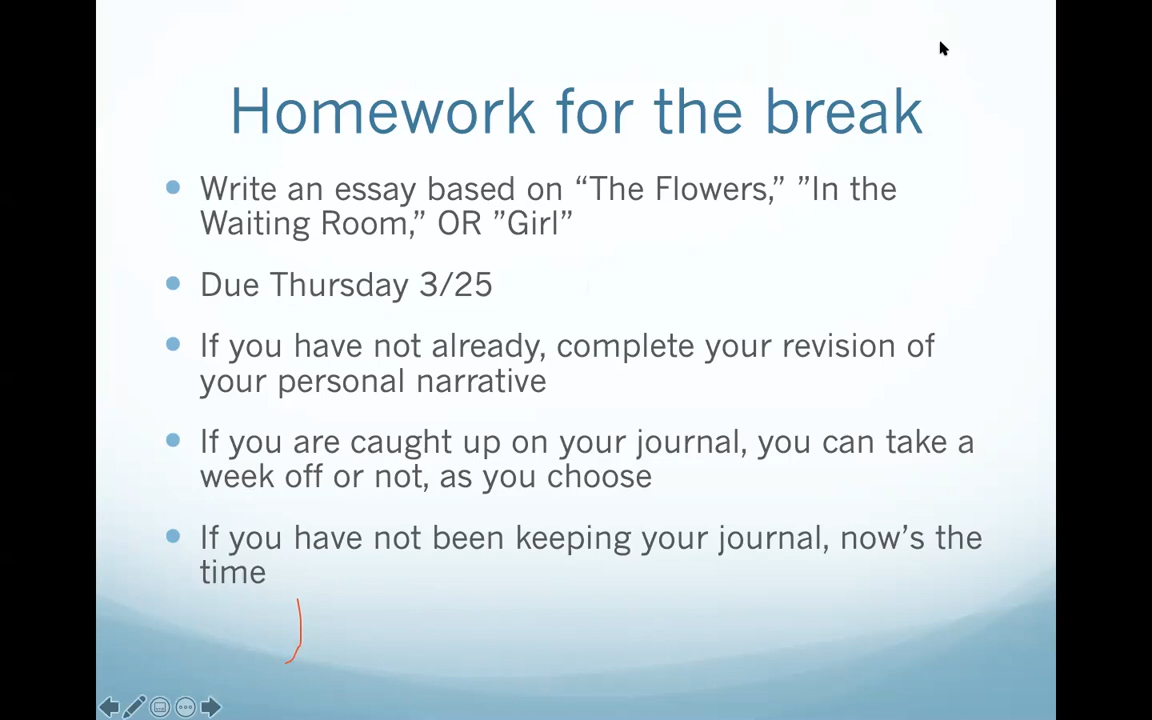 Homework for the break
Write an essay based on “The Flowers,” ”In the
Waiting Room,” OR ”Girl”
Due Thursday 3/25
If you have not already, complete your revision of
your personal narrative
If you are caught up on your journal, you can take a
week off or not, as you choose
If you have not been keeping your journal, now’s the
time